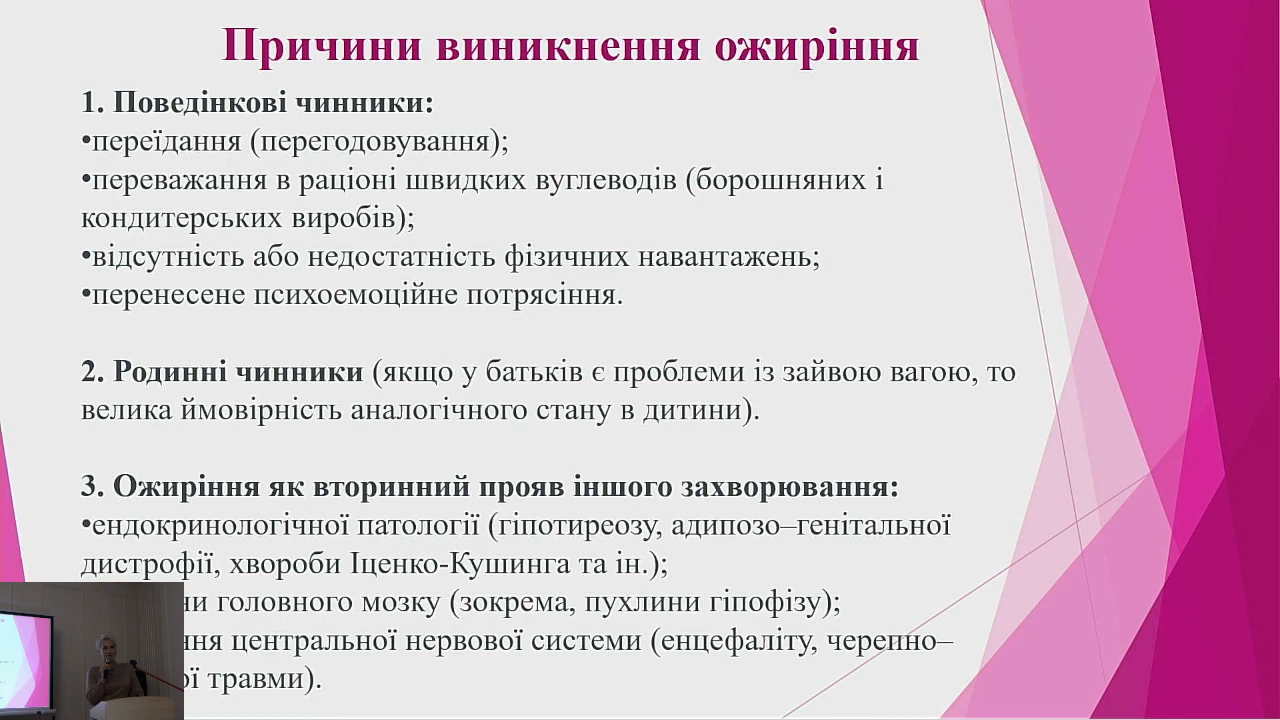 Причини виникнення ожиріння
1. Поведінкові чинники:
•переїдання (перегодовування);
•переважання в раціоні швидких вуглеводів (борошняних і
кондитерських виробів);
•відсутність або недостатність фізичних навантажень;
•перенесене психоемоційне потрясіння.
2. Родинні чинники (якщо у батьків є проблеми із зайвою вагою, то
велика ймовірність аналогічного стану в дитини).
3. Ожиріння як вторинний прояв іншого захворювання:
•ендокринологічної патології (гіпотиреозу, адипозо–генітальної
дистрофії, хвороби Іценко-Кушинга та ін.);
головного мозку (зокрема, пухлини гіпофізу);
центральної нервової системи (енцефаліту, черепно–
травми).